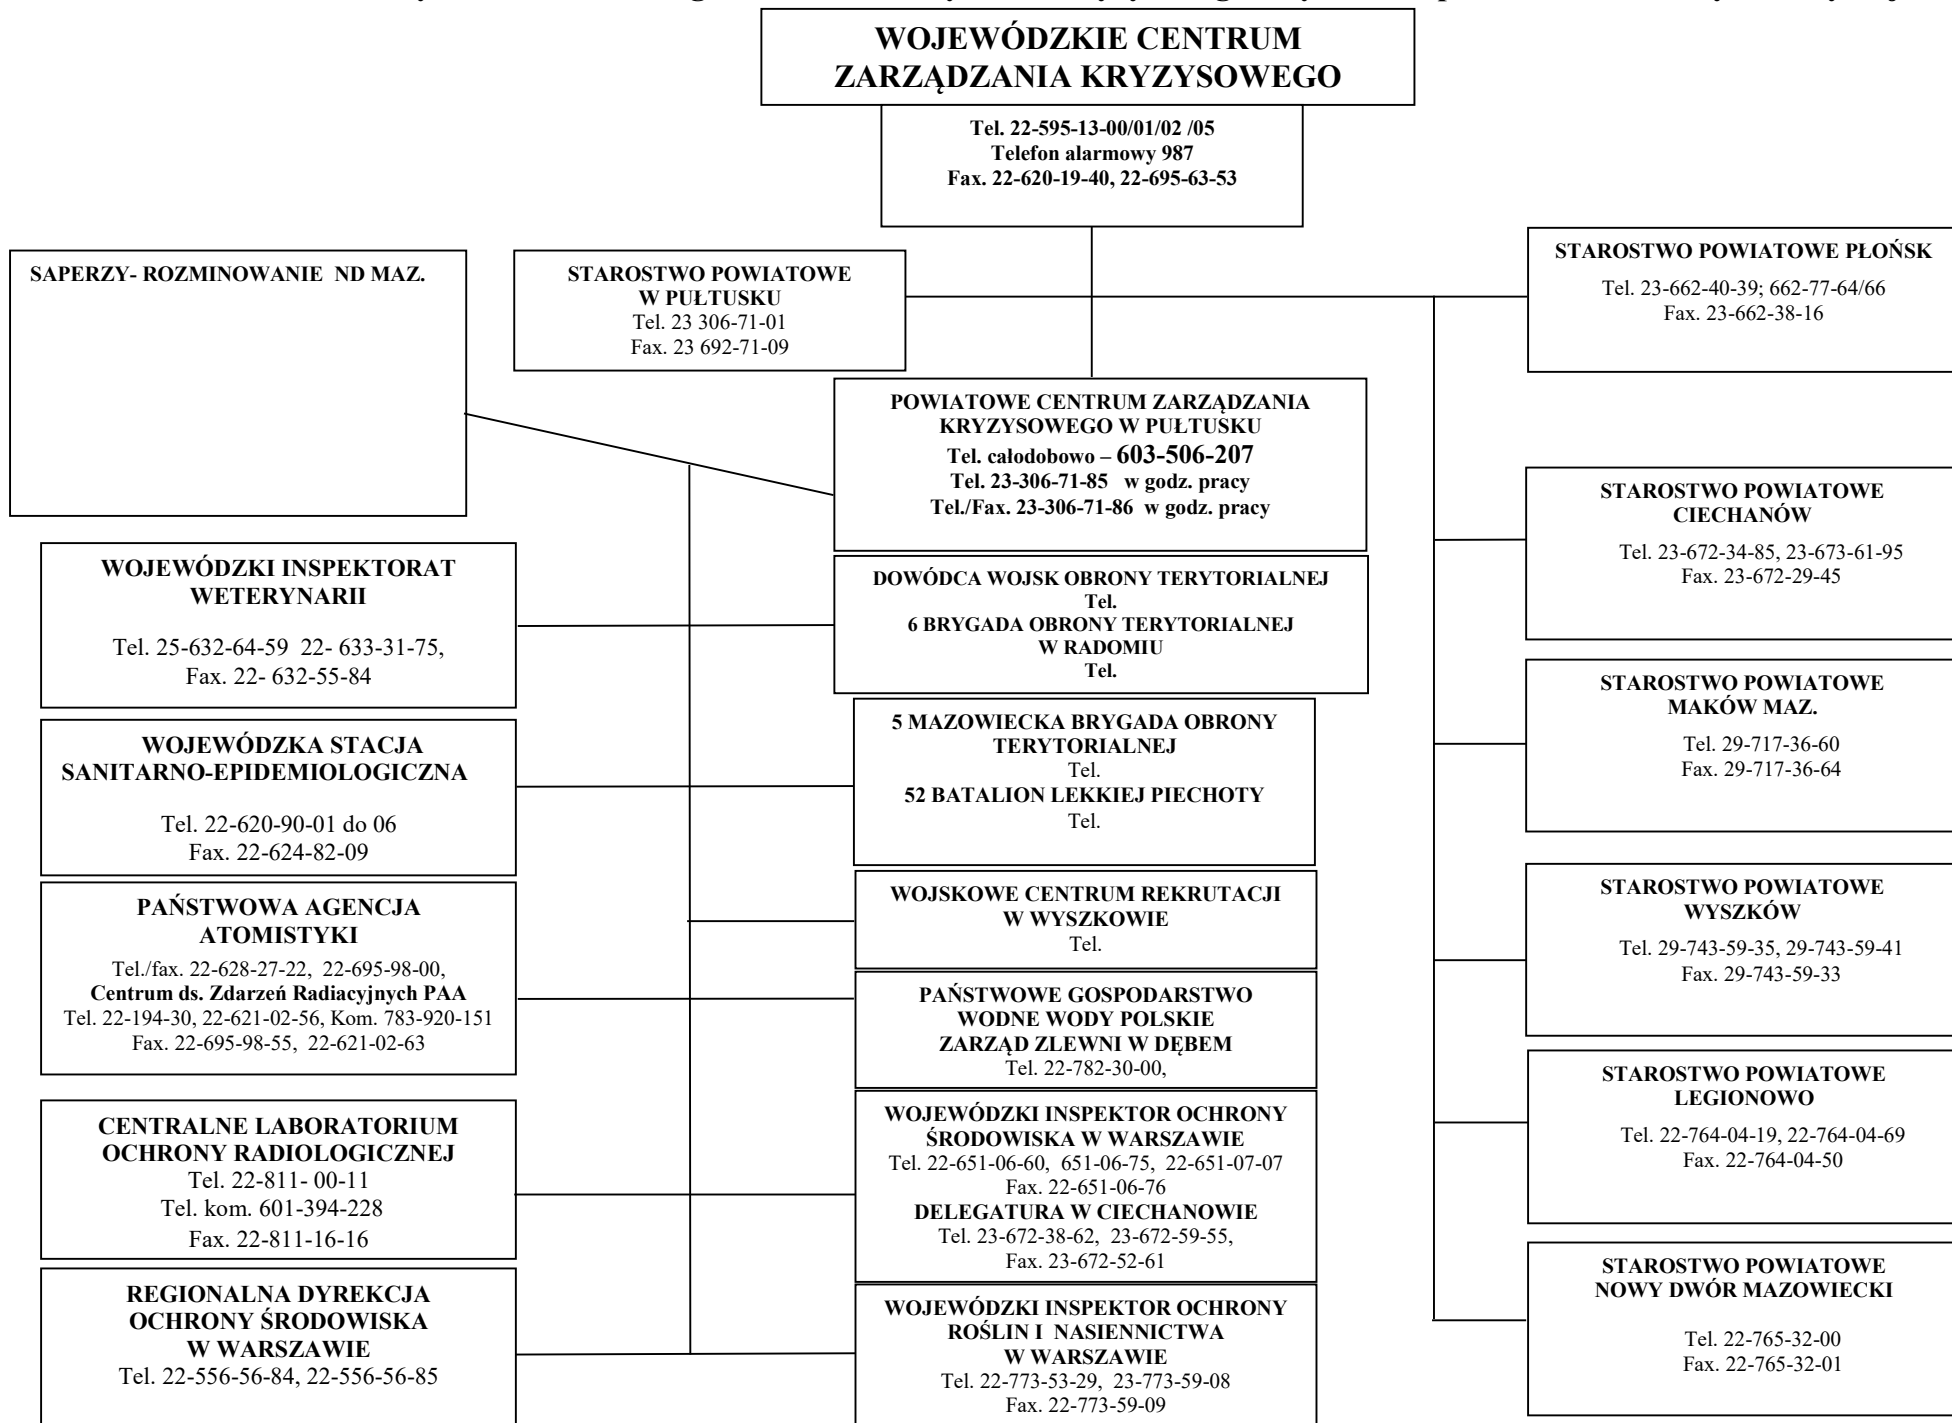 WOJEWÓDZKIE CENTRUM
ZARZĄDZANIA KRYZYSOWEGO
Tel. 22-595-13-00/01/02 /05
Telefon alarmowy 987
Fax. 22-620-19-40, 22-695-63-53
SAPERZY- ROZMINOWANIE ND MAZ.
STAROSTWO POWIATOWE
W PUŁTUSKU
Tel. 23 306-71-01
Fax. 23 692-71-09
STAROSTWO POWIATOWE PŁOŃSK
Tel. 23-662-40-39; 662-77-64/66
Fax. 23-662-38-16
POWIATOWE CENTRUM ZARZĄDZANIA
KRYZYSOWEGO W PUŁTUSKU
Tel. całodobowo – 603-506-207
Tel. 23-306-71-85 w godz. pracy
Tel./Fax. 23-306-71-86 w godz. pracy
STAROSTWO POWIATOWE
CIECHANÓW
Tel. 23-672-34-85, 23-673-61-95
Fax. 23-672-29-45
WOJEWÓDZKI INSPEKTORAT
WETERYNARII
Tel. 25-632-64-59 22- 633-31-75,
Fax. 22- 632-55-84
DOWÓDCA WOJSK OBRONY TERYTORIALNEJ
Tel.
6 BRYGADA OBRONY TERYTORIALNEJ
W RADOMIU
Tel.
STAROSTWO POWIATOWE
MAKÓW MAZ.
Tel. 29-717-36-60
Fax. 29-717-36-64
WOJEWÓDZKA STACJA
SANITARNO-EPIDEMIOLOGICZNA
Tel. 22-620-90-01 do 06
Fax. 22-624-82-09
5 MAZOWIECKA BRYGADA OBRONY
TERYTORIALNEJ
Tel.
52 BATALION LEKKIEJ PIECHOTY
Tel.
STAROSTWO POWIATOWE
WYSZKÓW
Tel. 29-743-59-35, 29-743-59-41
Fax. 29-743-59-33
PAŃSTWOWA AGENCJA
ATOMISTYKI
Tel./fax. 22-628-27-22, 22-695-98-00,
Centrum ds. Zdarzeń Radiacyjnych PAA
Tel. 22-194-30, 22-621-02-56, Kom. 783-920-151
Fax. 22-695-98-55, 22-621-02-63
WOJSKOWE CENTRUM REKRUTACJI
W WYSZKOWIE
Tel.
PAŃSTWOWE GOSPODARSTWO
WODNE WODY POLSKIE
ZARZĄD ZLEWNI W DĘBEM
Tel. 22-782-30-00,
STAROSTWO POWIATOWE
LEGIONOWO
Tel. 22-764-04-19, 22-764-04-69
Fax. 22-764-04-50
CENTRALNE LABORATORIUM
OCHRONY RADIOLOGICZNEJ
Tel. 22-811- 00-11
Tel. kom. 601-394-228
Fax. 22-811-16-16
WOJEWÓDZKI INSPEKTOR OCHRONY
ŚRODOWISKA W WARSZAWIE
Tel. 22-651-06-60, 651-06-75, 22-651-07-07
Fax. 22-651-06-76
DELEGATURA W CIECHANOWIE
Tel. 23-672-38-62, 23-672-59-55,
Fax. 23-672-52-61
STAROSTWO POWIATOWE
NOWY DWÓR MAZOWIECKI
Tel. 22-765-32-00
Fax. 22-765-32-01
REGIONALNA DYREKCJA
OCHRONY ŚRODOWISKA
W WARSZAWIE
Tel. 22-556-56-84, 22-556-56-85
WOJEWÓDZKI INSPEKTOR OCHRONY
ROŚLIN I NASIENNICTWA
W WARSZAWIE
Tel. 22-773-53-29, 23-773-59-08
Fax. 22-773-59-09